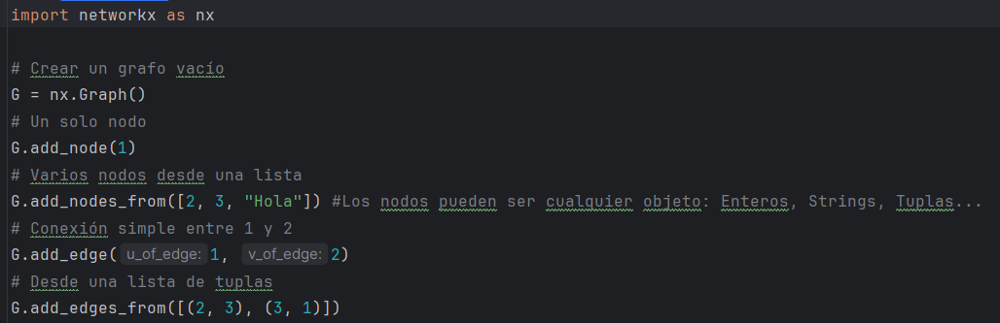 import networkx as nx
# Crear un grafo vacío
G = nx.Graph()
# Un solo nodo
G.add_node(1)
# Varios nodos desde una lista
G.add_nodes_from([2, 3, "Hola"]) #Los nodos pueden ser cualquier objeto: Enteros, Strings, Tuplas...
# Conexión simple entre 1 y 2
G.add_edge( u_of_edge: 1,  v_of_edge: 2)
# Desde una lista de tuplas
G.add_edges_from([(2, 3), (3, 1)])